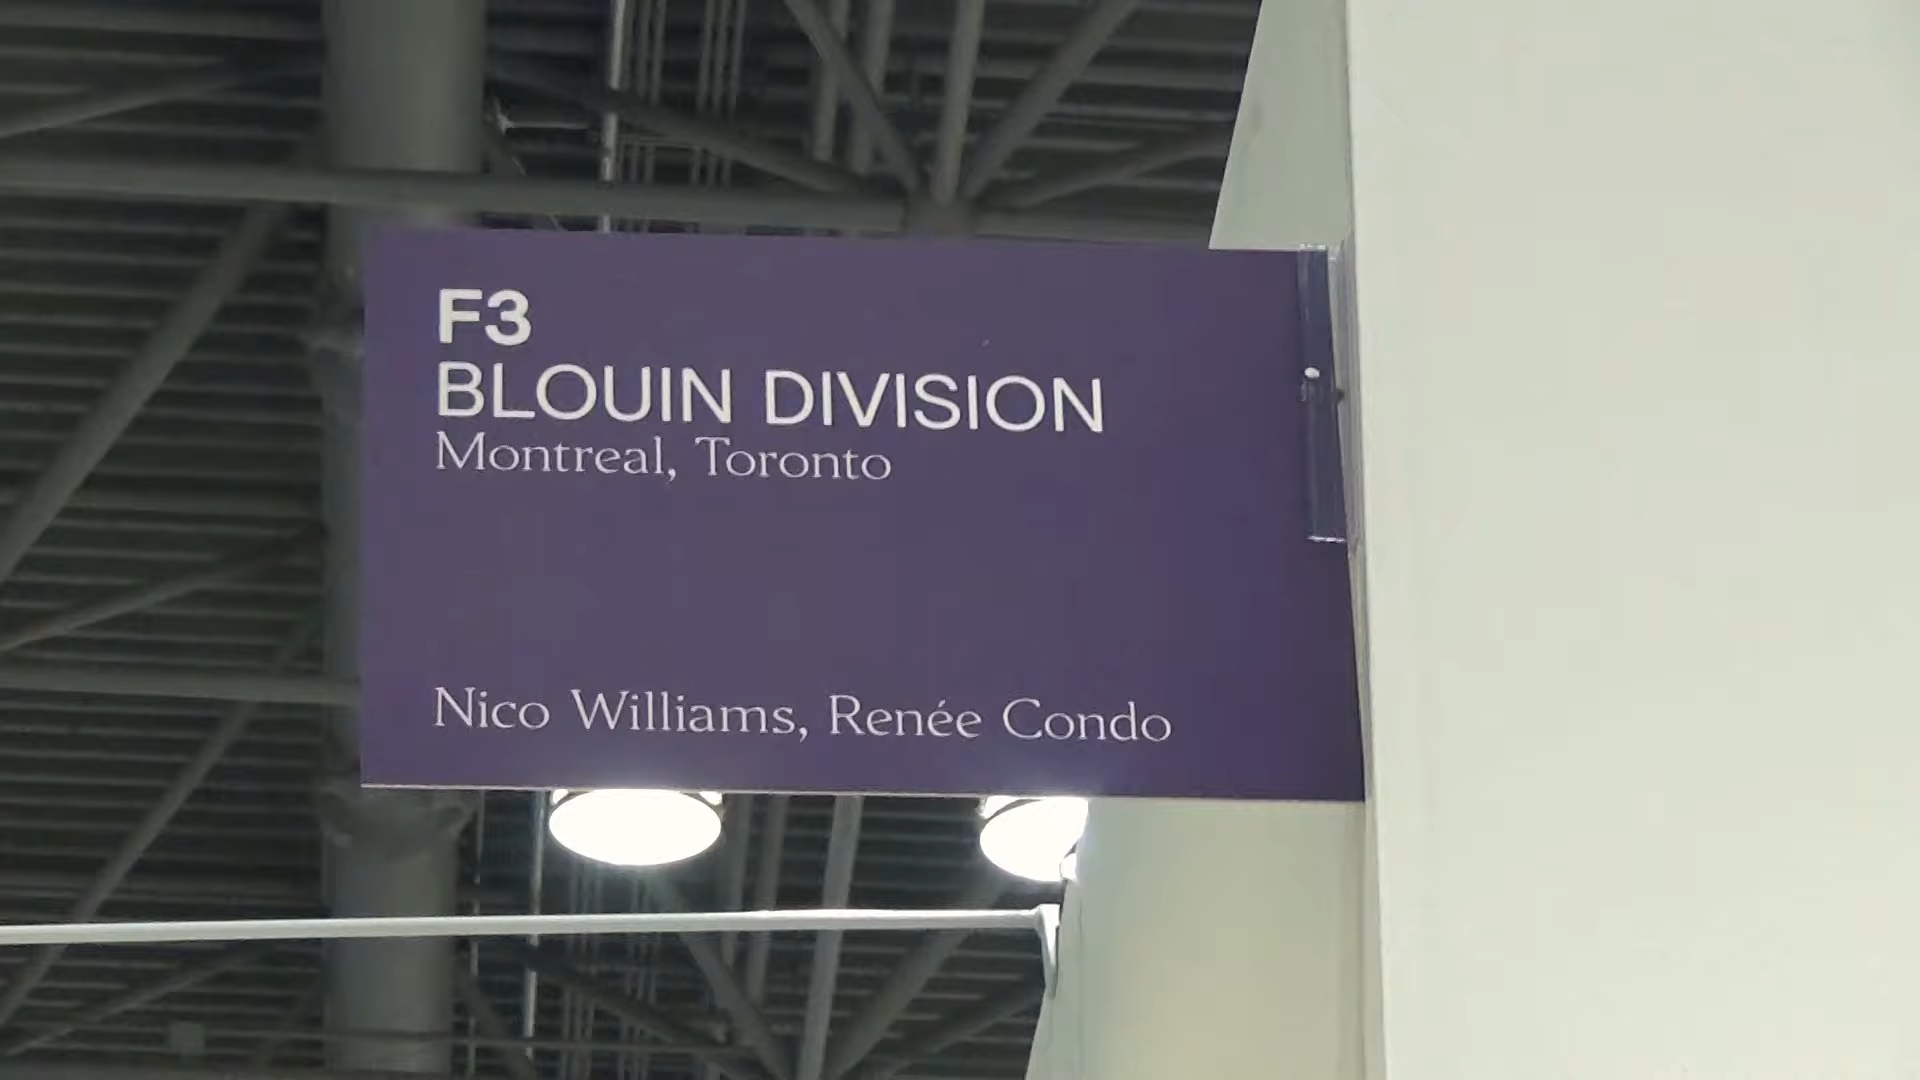 F3
BLOUIN DIVISION
Montreal, Toronto
Nico Williams, Renée Condo